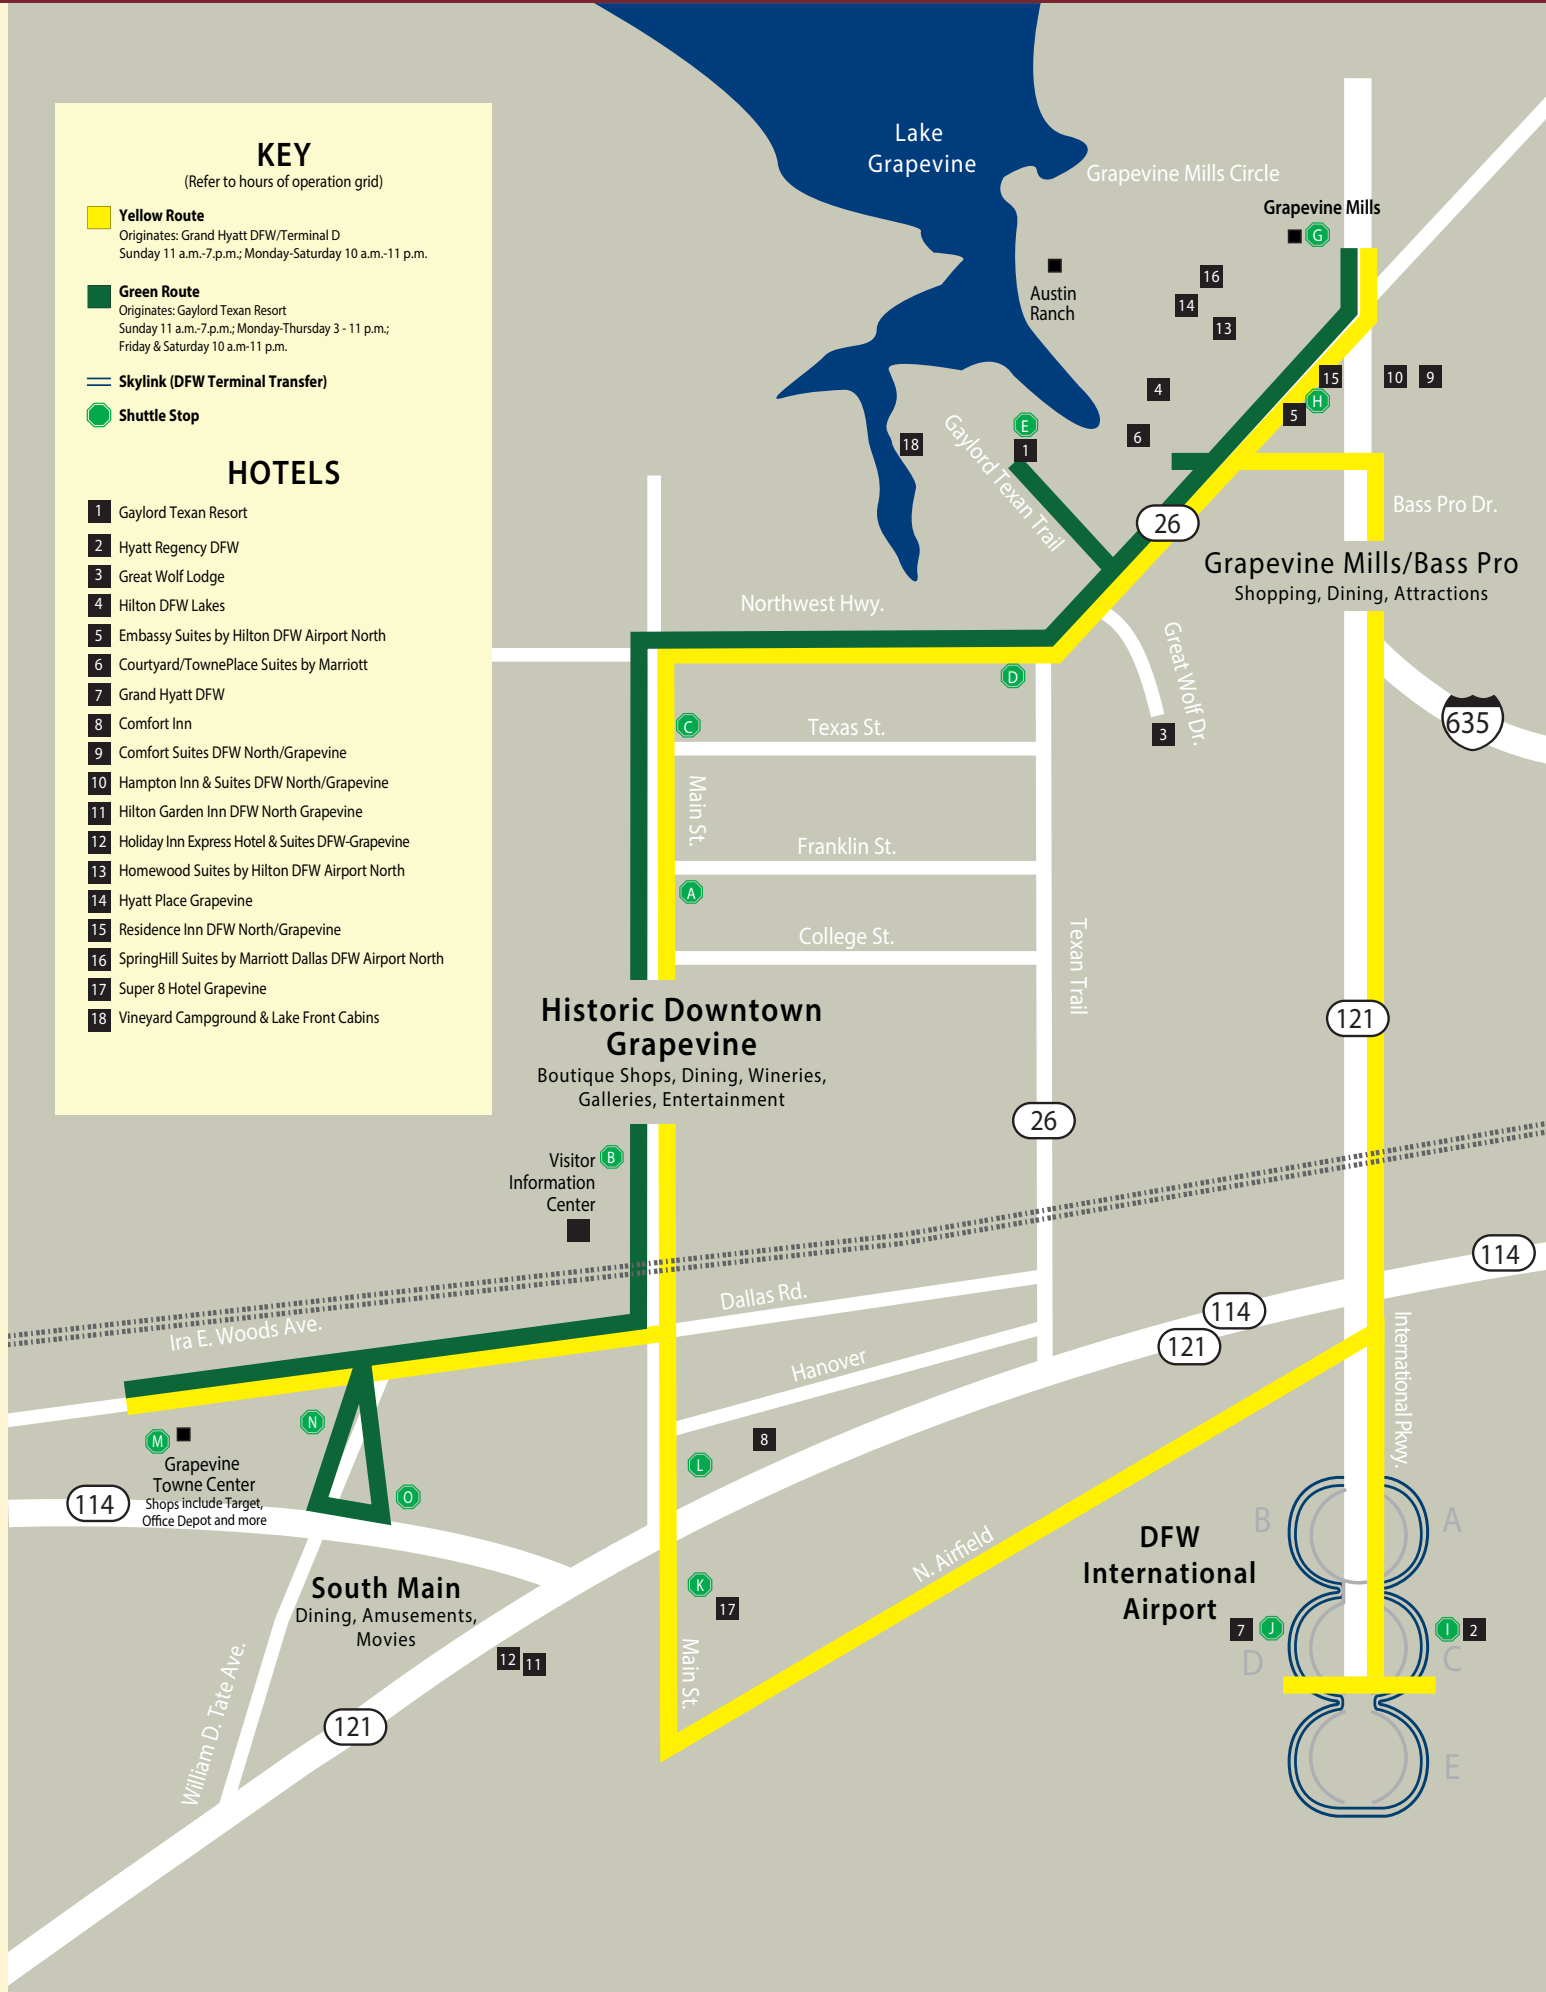 KEY
(Refer to hours of operation grid)
Yellow Route
Originates: Grand Hyatt DFW/Terminal D
Sunday 11 a.m.-7.p.m.; Monday-Saturday 10 a.m.-11 p.m.
Green Route
Originates: Gaylord Texan Resort
Sunday 11 a.m.-7.p.m.; Monday-Thursday 3 - 11 p.m.;
Friday & Saturday 10 a.m-11 p.m.
Skylink (DFW Terminal Transfer)
Shuttle Stop
HOTELS
1 Gaylord Texan Resort
2 Hyatt Regency DFW
3 Great Wolf Lodge
4 Hilton DFW Lakes
5 Embassy Suites by Hilton DFW Airport North
6 Courtyard/TownePlace Suites by Marriott
7 Grand Hyatt DFW
8 Comfort Inn
9 Comfort Suites DFW North/Grapevine
10 Hampton Inn & Suites DFW North/Grapevine
11 Hilton Garden Inn DFW North Grapevine
12 Holiday Inn Express Hotel & Suites DFW-Grapevine
13 Homewood Suites by Hilton DFW Airport North
14 Hyatt Place Grapevine
15 Residence Inn DFW North/Grapevine
16 SpringHill Suites by Marriott Dallas DFW Airport North
17 Super 8 Hotel Grapevine
18 Vineyard Campground & Lake Front Cabins
Lake
Grapevine
Grapevine Mills Circle
Grapevine Mills
G
Austin
Ranch
16
14
13
15
10
9
4
5
H
6
E
1
18
Gaylord Texan Trail
26
Bass Pro Dr.
Grapevine Mills/Bass Pro
Shopping, Dining, Attractions
Northwest Hwy.
Great Wolf Dr.
D
3
635
C
Texas St.
Main St.
Franklin St.
A
College St.
Texan Trail
Historic Downtown
Grapevine
Boutique Shops, Dining, Wineries,
Galleries, Entertainment
121
26
Visitor
Information
Center
B
114
Dallas Rd.
Ira E. Woods Ave.
114
121
Hanover
International Pkwy.
N
M
Grapevine
Towne Center
Shops include Target,
Office Depot and more
O
114
8
L
N. Airfield
B
A
DFW
International
Airport
South Main
Dining, Amusements,
Movies
K
17
7
J
I
2
D
C
12
11
Main St.
William D. Tate Ave.
121
E